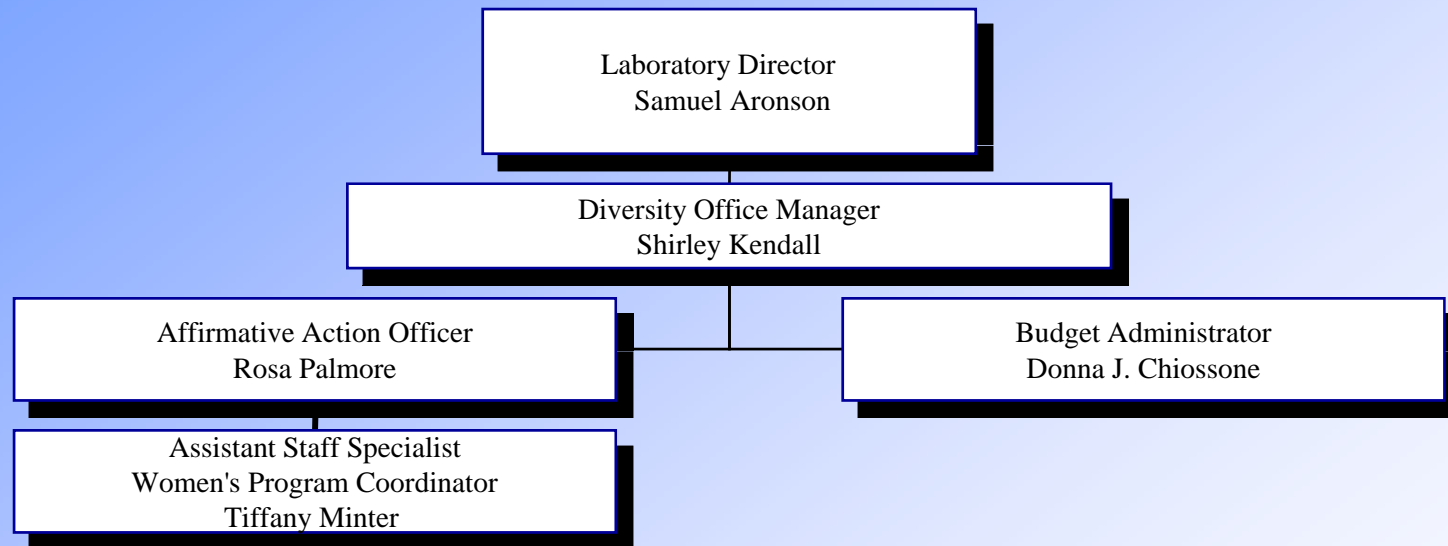 Laboratory Director
Samuel Aronson
Diversity Office Manager
Shirley Kendall
Affirmative Action Officer
Rosa Palmore
Budget Administrator
Donna J. Chiossone
Assistant Staff Specialist
Women's Program Coordinator
Tiffany Minter